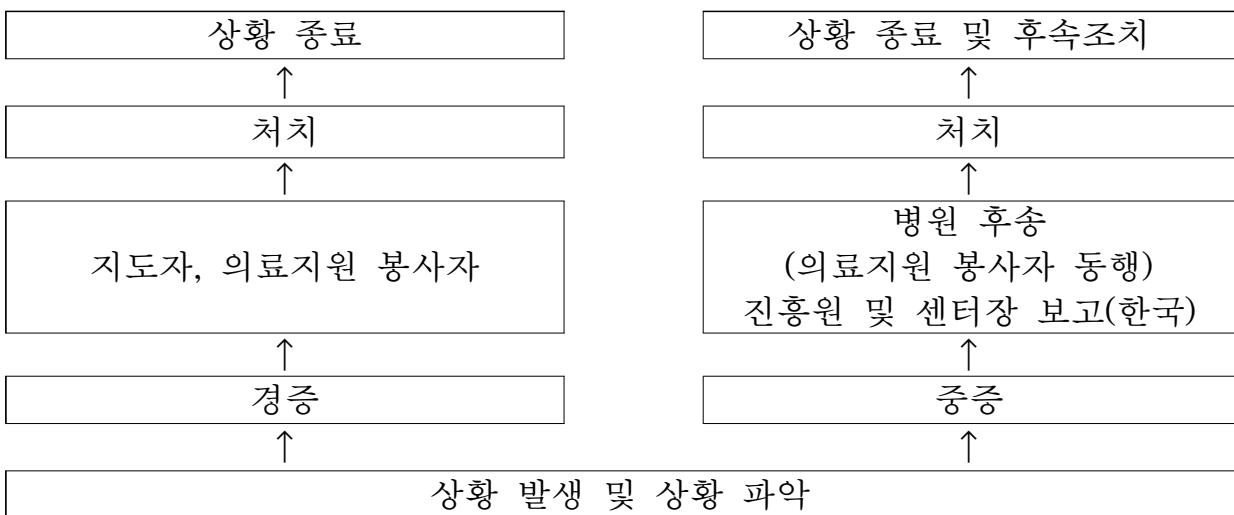 상황 종료
상황 종료 및 후속조치
↑
↑
처치
처치
↑
↑
지도자, 의료지원 봉사자
병원 후송
(의료지원 봉사자 동행)
진흥원 및 센터장 보고(한국)
↑
↑
경증
중증
↑
↑
상황 발생 및 상황 파악